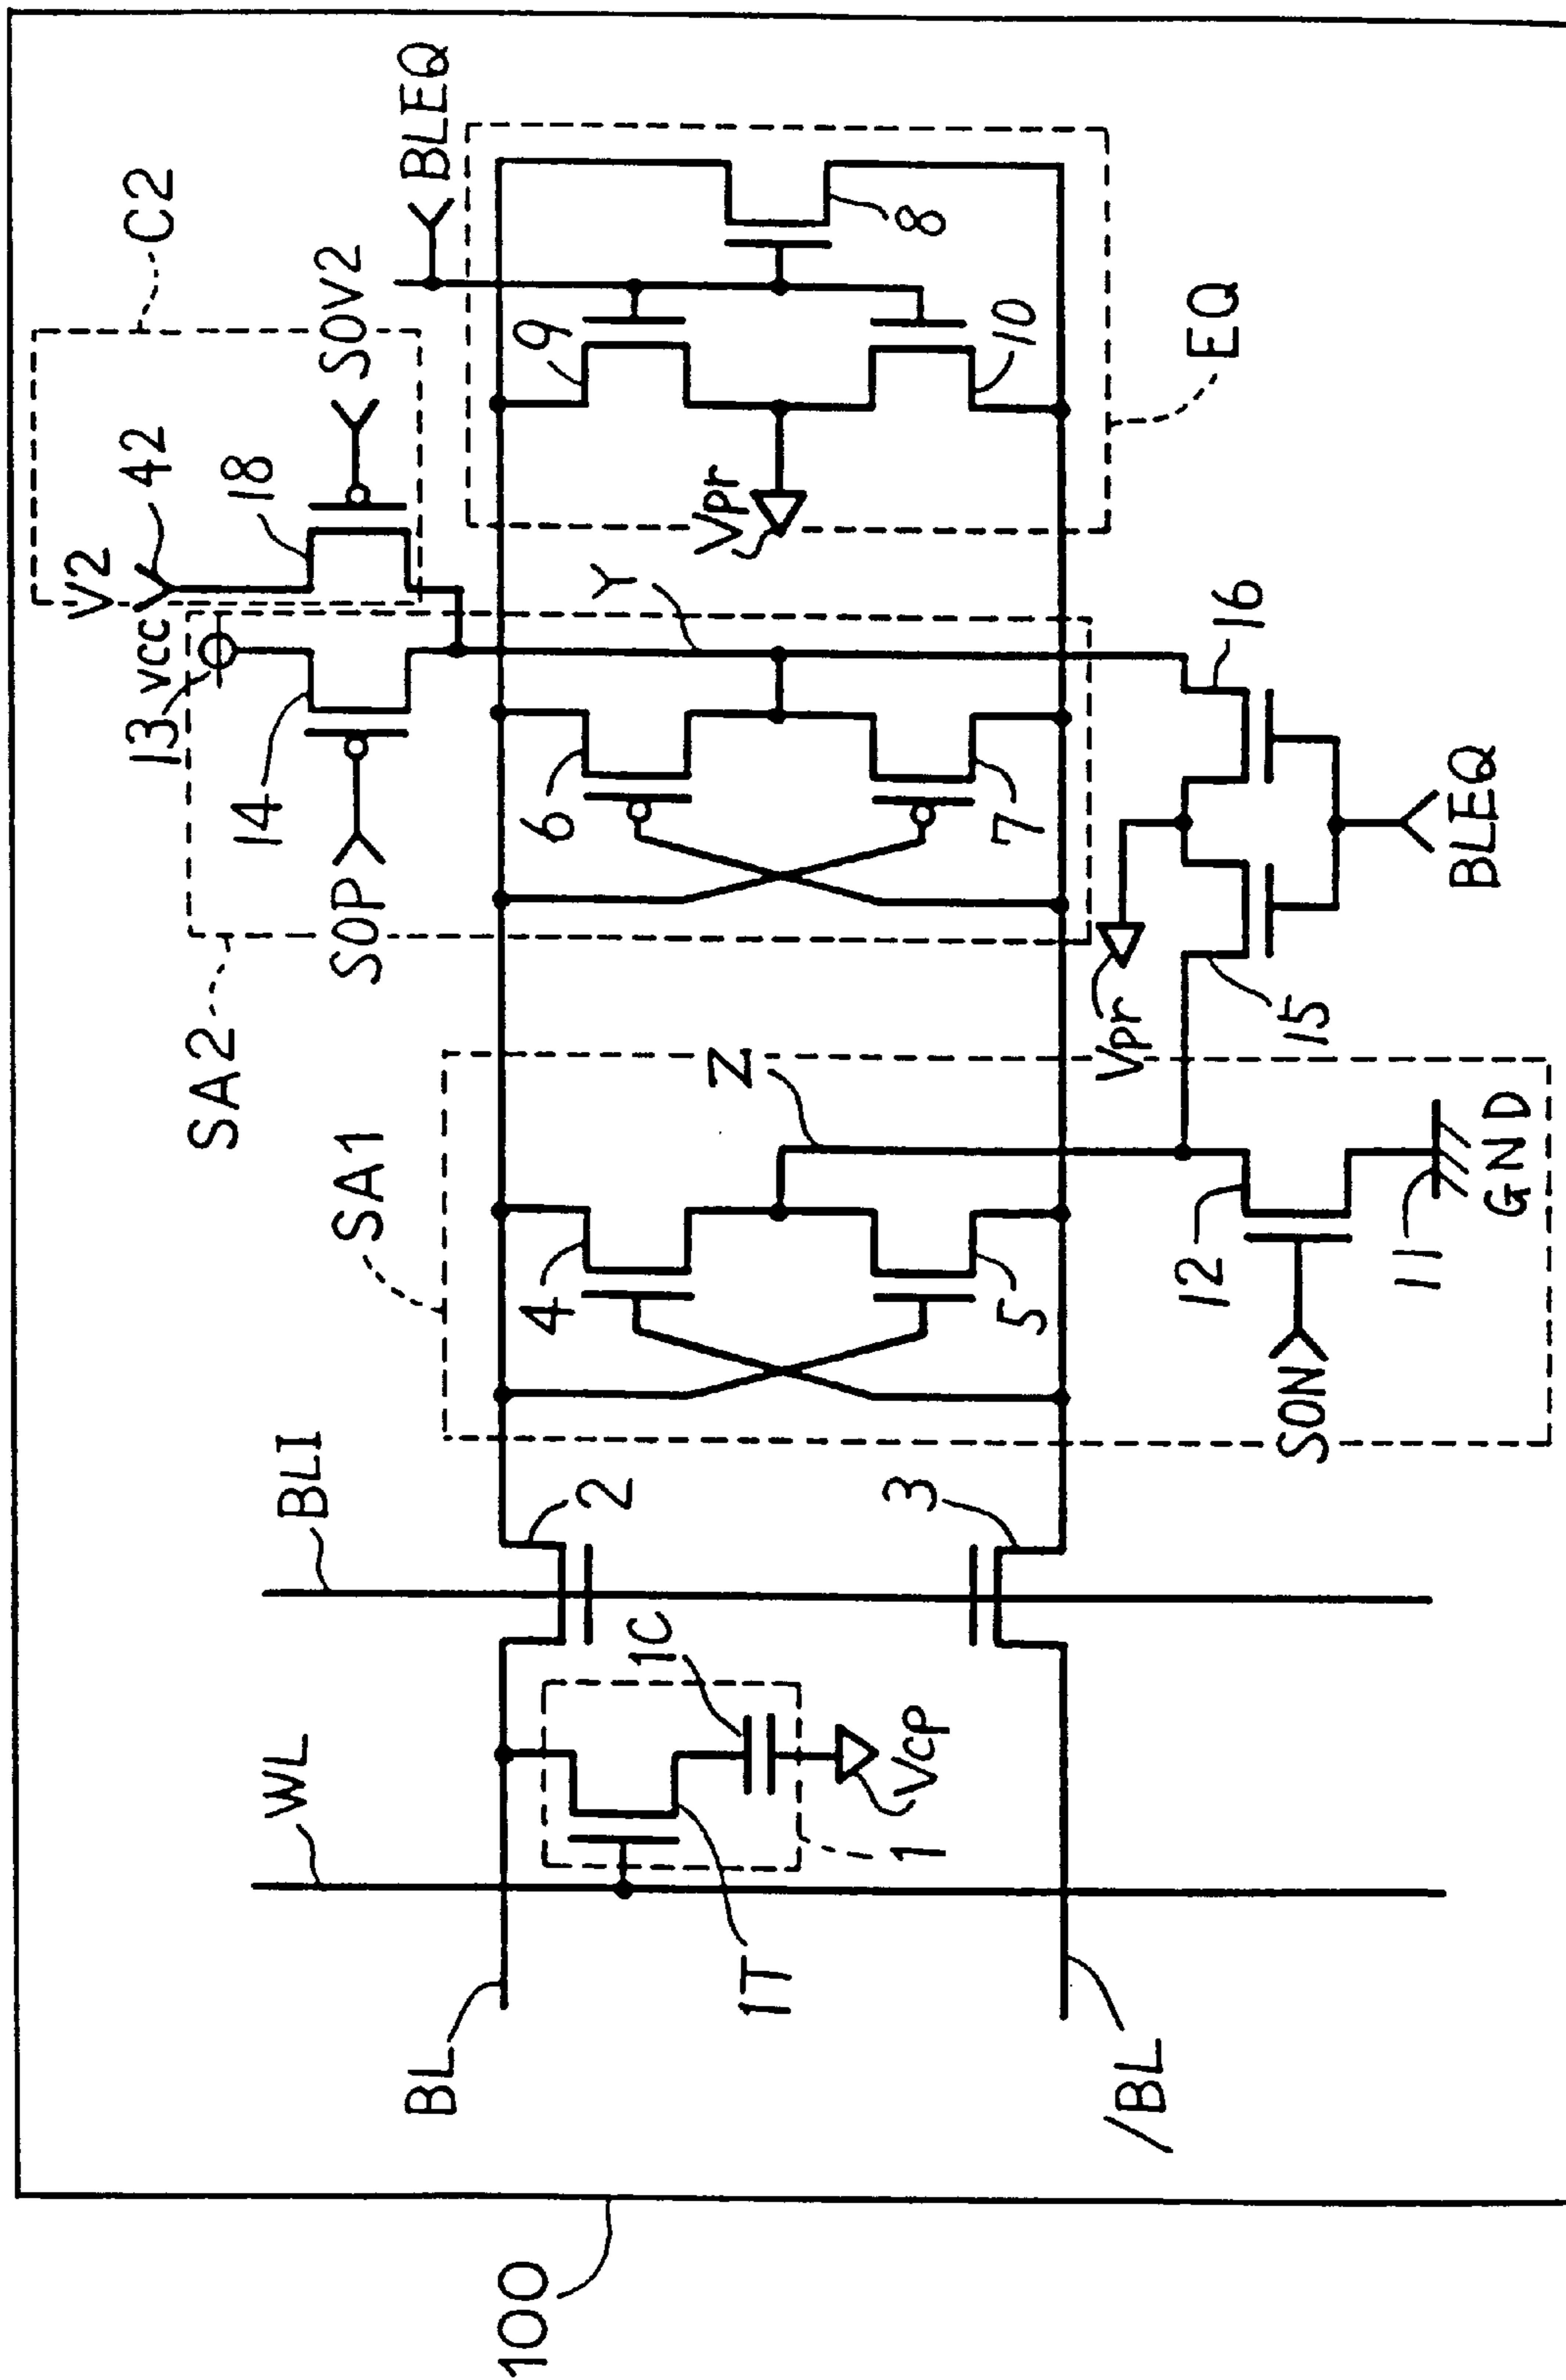 100
BL
/BL
WL
1T
1
1C
Vcp
BLI
2
3
SA1
4
5
Z
12
SON
11
GND
SA2
SOP
14
13
Vcc
V2
42
18
C2
SOV2
6
7
Y
Vpr
15
16
BLEQ
BLEQ
9
10
8
Vpr
EQ